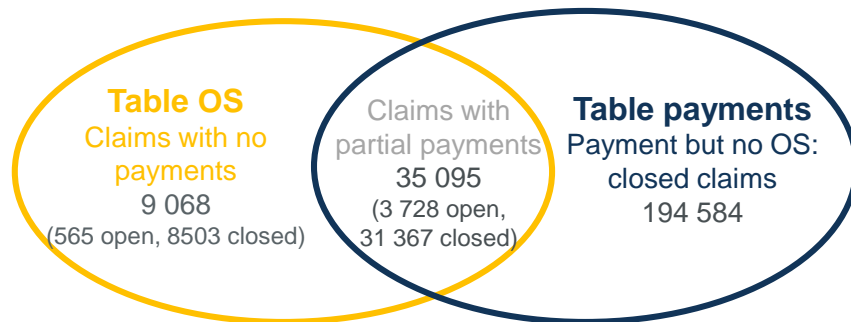 Table OS
Claims with no
payments
9 068
(565 open, 8503 closed)
Claims with
partial payments
35 095
(3 728 open,
31 367 closed)
Table payments
Payment but no OS:
closed claims
194 584